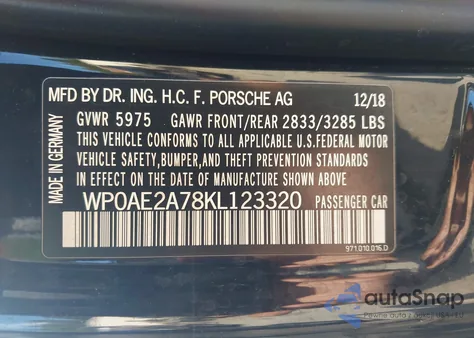 MFD BY DR. ING. H.C. F. PORSCHE AG 12/18
GVWR 5975 GAWR FRONT/REAR 2833/3285 LBS
THIS VEHICLE CONFORMS TO ALL APPLICABLE U.S.FEDERAL MOTOR
VEHICLE SAFETY,BUMPER,AND THEFT PREVENTION STANDARDS
IN EFFECT ON THE DATE OF MANUFACTURE SHOWN ABOVE.
WP0AE2A78KL123320 PASSENGER CAR
MADE IN GERMANY
971.010.016 D
autoSnap